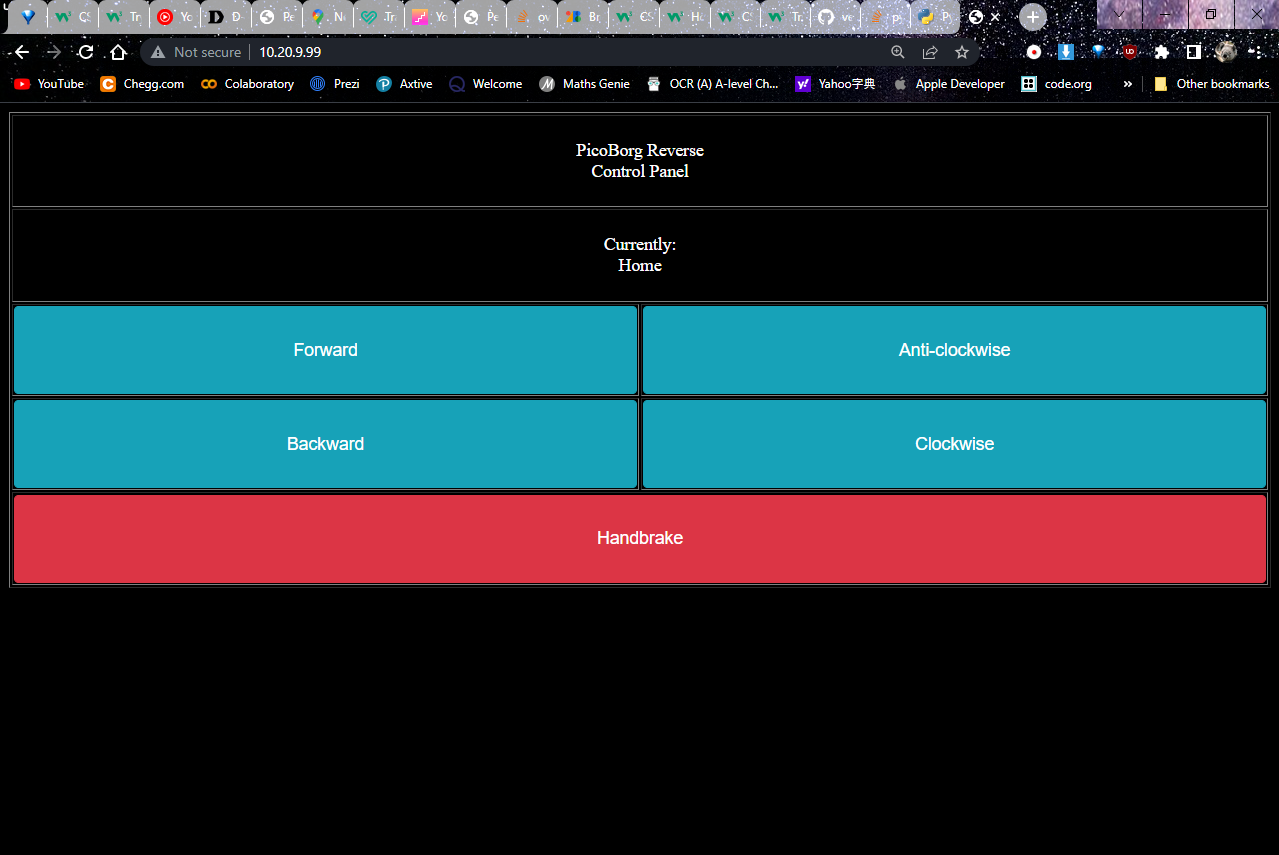 Not secure
10.20.9.99
YouTube
Chegg.com
Colaboratory
Prezi
Axtive
Welcome
Maths Genie
OCR (A) A-level Ch...
Yahoo字典
Apple Developer
code.org
»
Other bookmarks
PicoBorg Reverse
Control Panel
Currently:
Home
Forward
Anti-clockwise
Backward
Clockwise
Handbrake